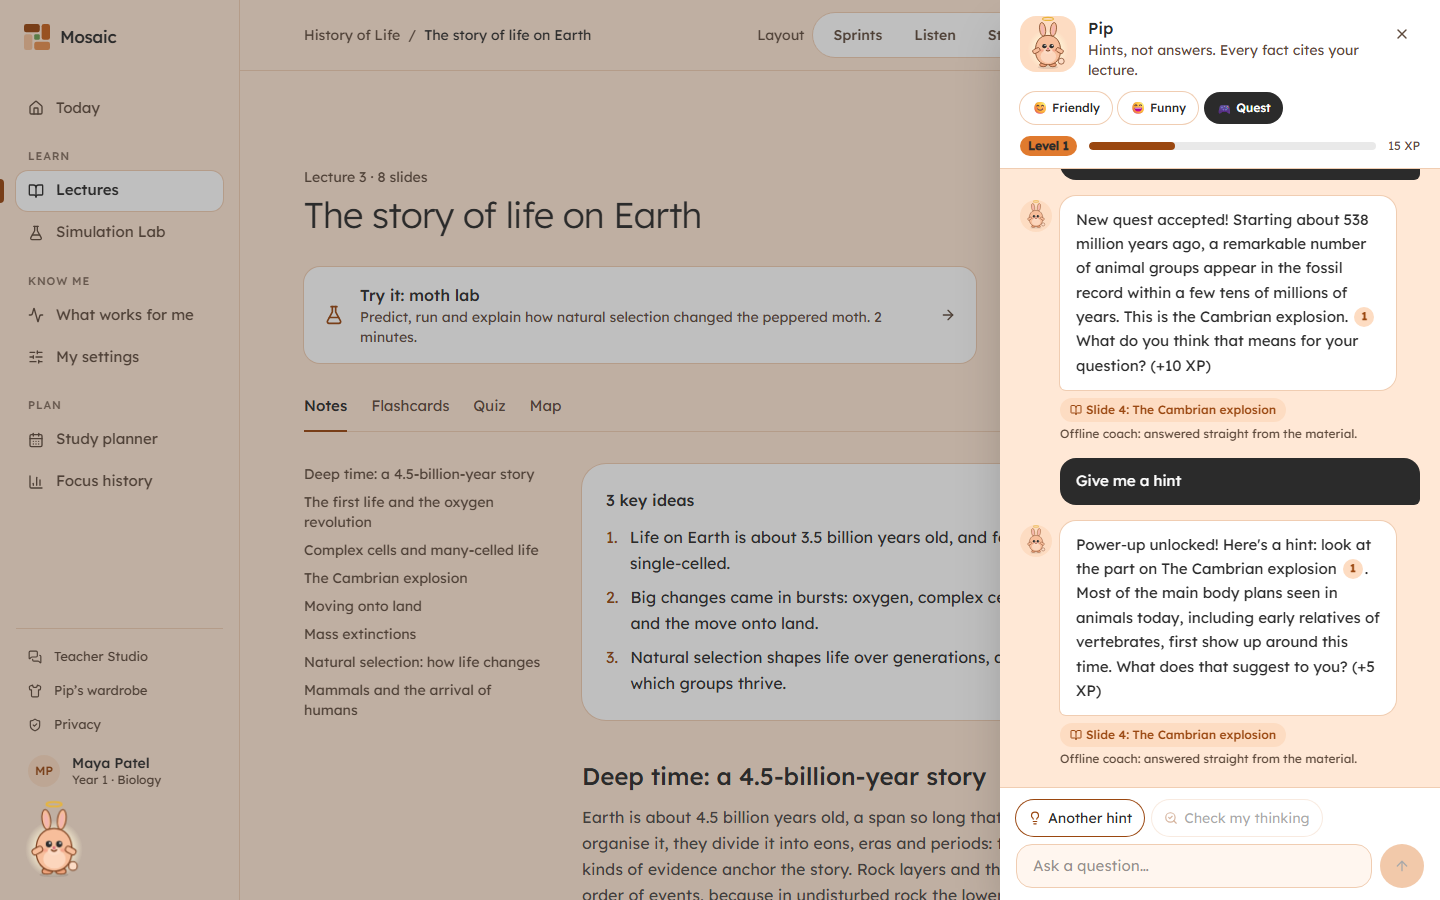 Mosaic
Today
LEARN
Lectures
Simulation Lab
KNOW ME
What works for me
My settings
PLAN
Study planner
Focus history
Teacher Studio
Pip's wardrobe
Privacy
MP
Maya Patel
Year 1 · Biology
History of Life / The story of life on Earth
Layout
Sprints
Listen
St
Lecture 3 · 8 slides
The story of life on Earth
Try it: moth lab
Predict, run and explain how natural selection changed the peppered moth. 2
minutes.
Notes
Flashcards
Quiz
Map
Deep time: a 4.5-billion-year story
The first life and the oxygen
revolution
Complex cells and many-celled life
The Cambrian explosion
Moving onto land
Mass extinctions
Natural selection: how life changes
Mammals and the arrival of
humans
3 key ideas
1. Life on Earth is about 3.5 billion years old, and f
single-celled.
2. Big changes came in bursts: oxygen, complex ce
and the move onto land.
3. Natural selection shapes life over generations,
which groups thrive.
Deep time: a 4.5-billion-year story
Earth is about 4.5 billion years old, a span so long that
organise it, they divide it into eons, eras and periods:
kinds of evidence anchor the story. Rock layers and th
order of events, because in undisturbed rock the lower
Pip
Hints, not answers. Every fact cites your
lecture.
Friendly
Funny
Quest
Level 1
15 XP
New quest accepted! Starting about 538
million years ago, a remarkable number
of animal groups appear in the fossil
record within a few tens of millions of
years. This is the Cambrian explosion. 1
What do you think that means for your
question? (+10 XP)
Slide 4: The Cambrian explosion
Offline coach: answered straight from the material.
Give me a hint
Power-up unlocked! Here's a hint: look at
the part on The Cambrian explosion 1 .
Most of the main body plans seen in
animals today, including early relatives of
vertebrates, first show up around this
time. What does that suggest to you? (+5
XP)
Slide 4: The Cambrian explosion
Offline coach: answered straight from the material.
Another hint
Check my thinking
Ask a question...